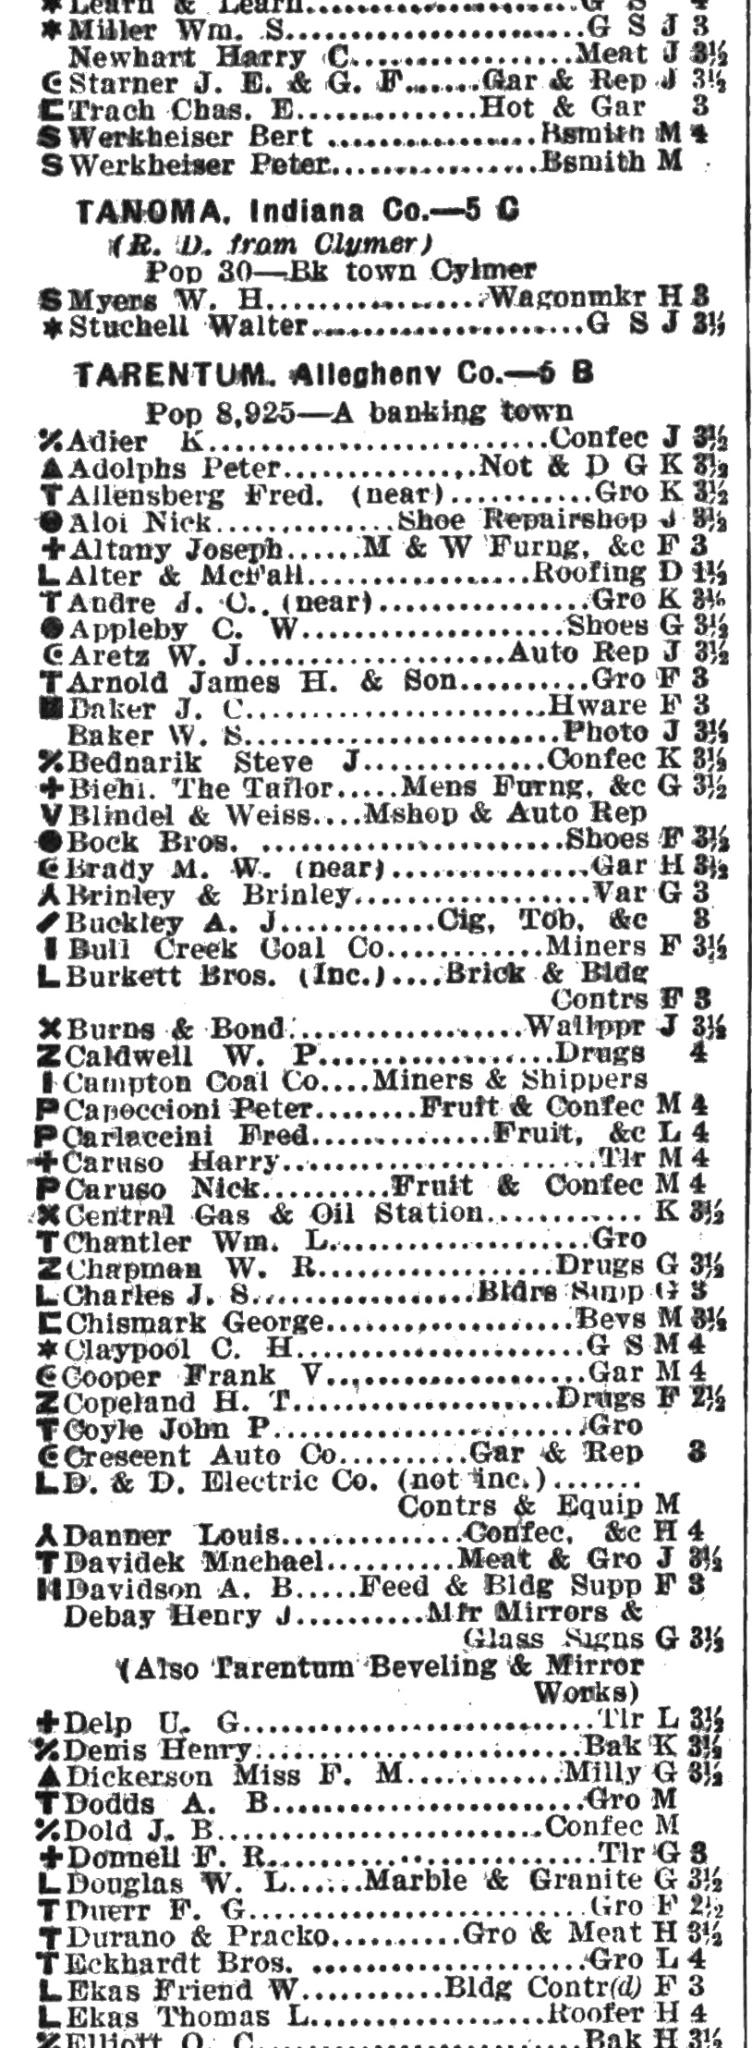 ✶ Learn & Learn........................G S 4
✶ Miller Wm. S........................G S J 3
Newhart Harry C.................Meat J 3½
C Starner J. E. & G. F.......Gar & Rep J 3½
C Trach Chas. E..............Hot & Gar 3
S Werkheiser Bert ................Bsmith M 4
S Werkheiser Peter................Bsmith M
TANOMA, Indiana Co.—5 C
(R. D. from Clymer)
Pop 30—Bk town Cylmer
S Myers W. H.................Wagonmkr H 3
✶ Stuchell Walter.....................G S J 3½
TARENTUM. Allegheny Co.—5 B
Pop 8,925—A banking town
% Adler K..........................Confec J 3½
▲ Adolphs Peter..............Not & D G K 3½
T Allensberg Fred. (near)...........Gro K 3½
● Aloi Nick..............Shoe Repairshop J 3½
+ Altany Joseph......M & W Furng, &c F 3
L Alter & McFall.................Roofing D 1½
T Andre J. C. (near)................Gro K 3½
● Appleby C. W.....................Shoes G 3½
C Aretz W. J....................Auto Rep J 3½
T Arnold James H. & Son..........Gro F 3
■ Baker J. C........................Hware F 3
Baker W. S........................Photo J 3½
% Bednarik Steve J..............Confec K 3½
+ Biehl. The Tailor.....Mens Furng, &c G 3½
V Blindel & Weiss....Mshop & Auto Rep
● Bock Bros. ........................Shoes F 3½
C Brady M. W. (near)................Gar H 3½
⅄ Brinley & Brinley..................Var G 3
/ Buckley A. J............Cig, Tob, &c 3
I Bull Creek Coal Co............Miners F 3½
L Burkett Bros. (Inc.)....Brick & Bldg
Contrs F 3
✕ Burns & Bond..................Wallppr J 3½
Z Caldwell W. P..................Drugs 4
I Campton Coal Co....Miners & Shippers
P Capoccioni Peter........Fruit & Confec M 4
P Carlaccini Fred..............Fruit, &c L 4
+ Caruso Harry........................Tlr M 4
P Caruso Nick..........Fruit & Confec M 4
✕ Central Gas & Oil Station............ K 3½
T Chantler Wm. L....................Gro
Z Chapman W. R...................Drugs G 3½
L Charles J. S.................Bldrs Supp G 3
C Chismark George...................Bevs M 3½
✶ Claypool C. H......................G S M 4
C Cooper Frank V....................Gar M 4
Z Copeland H. T....................Drugs F 2½
T Coyle John P........................Gro
C Crescent Auto Co..........Gar & Rep 3
L D. & D. Electric Co. (not inc.).......
Contrs & Equip M
⅄ Danner Louis..............Confec, &c H 4
T Davidek Mnchael..........Meat & Gro J 3½
H Davidson A. B.....Feed & Bldg Supp F 3
Debay Henry J..........Mfr Mirrors &
Glass Signs G 3½
(Also Tarentum Beveling & Mirror
Works)
+ Delp U. G..........................Tlr L 3½
% Denis Henry........................Bak K 3½
▲ Dickerson Miss F. M............Milly G 3½
T Dodds A. B........................Gro M
% Dold J. B........................Confec M
+ Donnell F. R........................Tlr G 3
L Douglas W. L......Marble & Granite G 3½
T Duerr F. G........................Gro F 2½
T Durano & Pracko..........Gro & Meat H 3½
T Eckhardt Bros. .....................Gro L 4
L Ekas Friend W............Bldg Contr(d) F 3
L Ekas Thomas L...................Roofer H 4
% Elliott O. C........................Bak H 3½